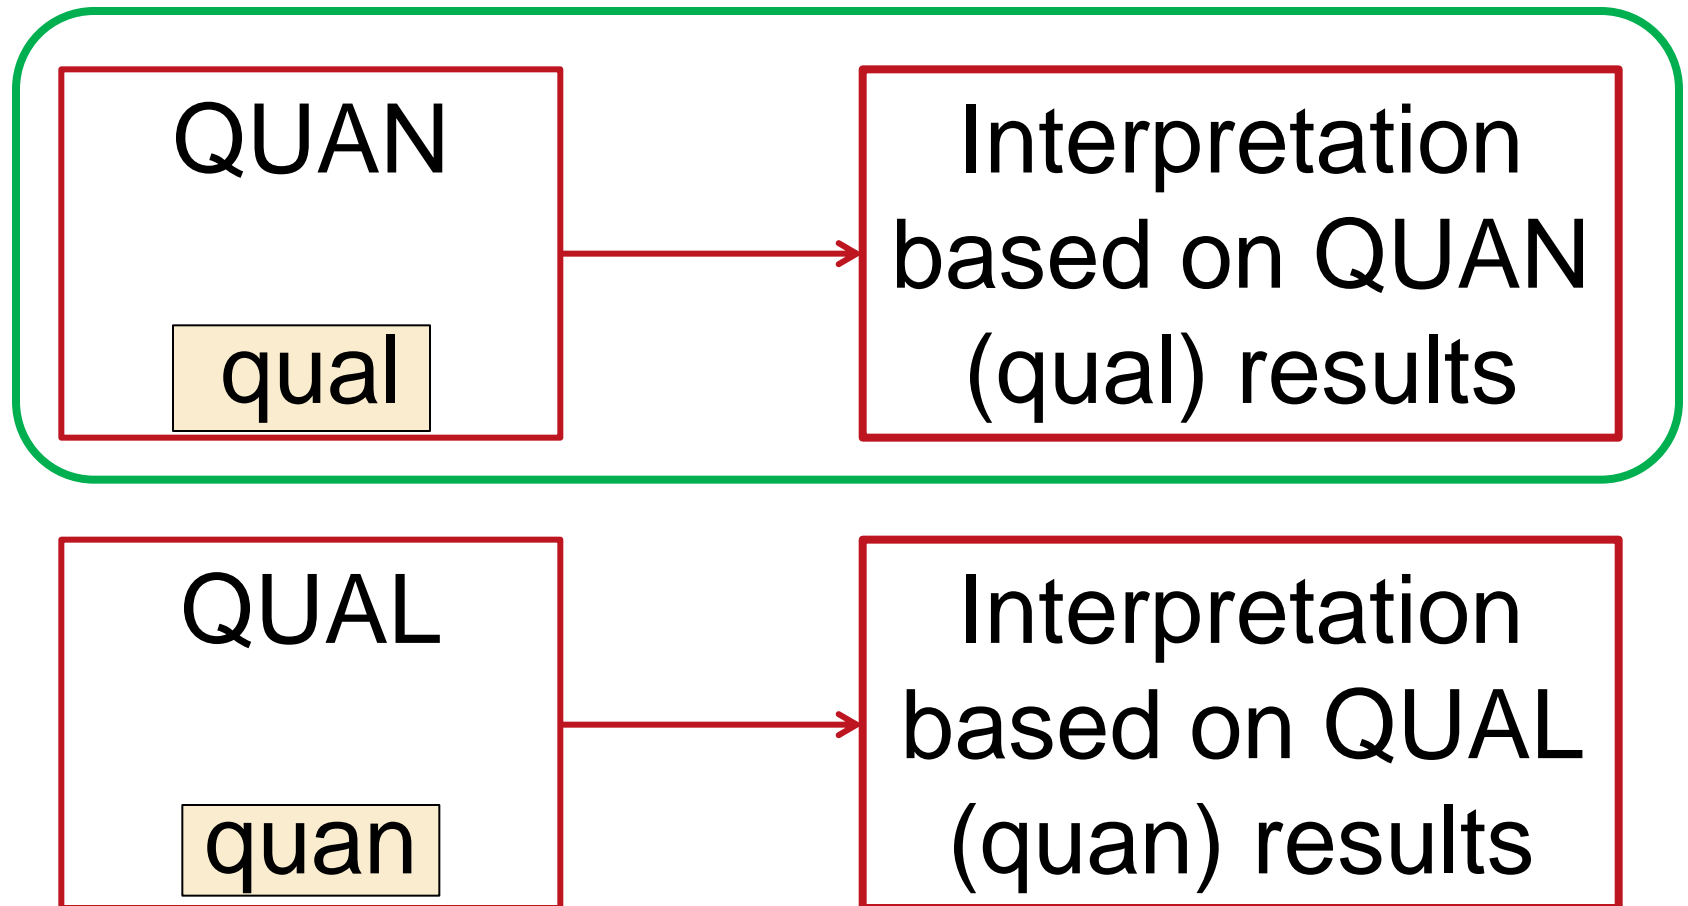 QUAN
qual
Interpretation
based on QUAN
(qual) results
QUAL
quan
Interpretation
based on QUAL
(quan) results